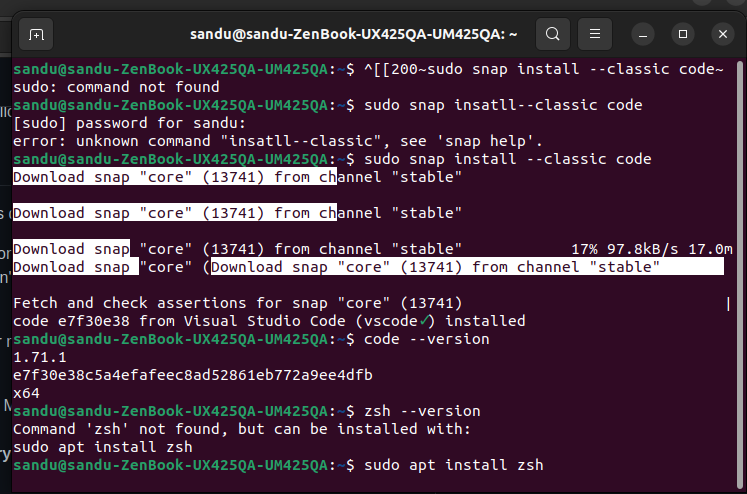 sandu@sandu-ZenBook-UX425QA-UM425QA: ~
sandu@sandu-ZenBook-UX425QA-UM425QA:~$ ^[[200~sudo snap install --classic code~
sudo: command not found
sandu@sandu-ZenBook-UX425QA-UM425QA:~$ sudo snap insatll--classic code
[sudo] password for sandu:
error: unknown command "insatll--classic", see 'snap help'.
sandu@sandu-ZenBook-UX425QA-UM425QA:~$ sudo snap install --classic code
Download snap "core" (13741) from channel "stable"
Download snap "core" (13741) from channel "stable"
Download snap "core" (13741) from channel "stable" 17% 97.8kB/s 17.0m
Download snap "core" (Download snap "core" (13741) from channel "stable"
Fetch and check assertions for snap "core" (13741) |
code e7f30e38 from Visual Studio Code (vscode✓) installed
sandu@sandu-ZenBook-UX425QA-UM425QA:~$ code --version
1.71.1
e7f30e38c5a4efafeec8ad52861eb772a9ee4dfb
x64
sandu@sandu-ZenBook-UX425QA-UM425QA:~$ zsh --version
Command 'zsh' not found, but can be installed with:
sudo apt install zsh
sandu@sandu-ZenBook-UX425QA-UM425QA:~$ sudo apt install zsh